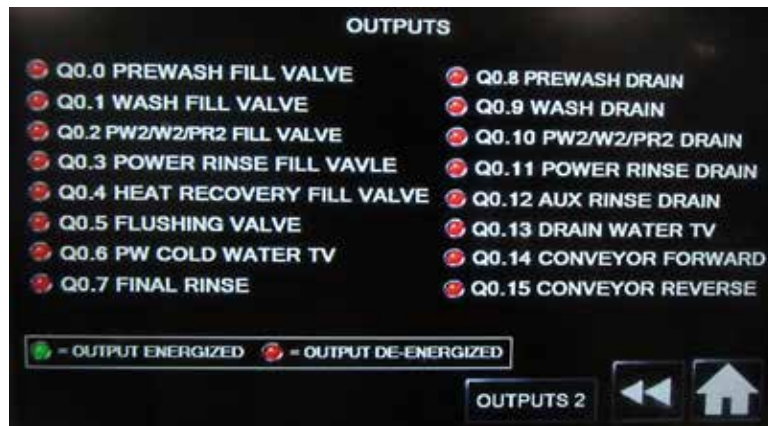 OUTPUTS
Q0.0 PREWASH FILL VALVE
Q0.1 WASH FILL VALVE
Q0.2 PW2/W2/PR2 FILL VALVE
Q0.3 POWER RINSE FILL VAVLE
Q0.4 HEAT RECOVERY FILL VALVE
Q0.5 FLUSHING VALVE
Q0.6 PW COLD WATER TV
Q0.7 FINAL RINSE
Q0.8 PREWASH DRAIN
Q0.9 WASH DRAIN
Q0.10 PW2/W2/PR2 DRAIN
Q0.11 POWER RINSE DRAIN
Q0.12 AUX RINSE DRAIN
Q0.13 DRAIN WATER TV
Q0.14 CONVEYOR FORWARD
Q0.15 CONVEYOR REVERSE
= OUTPUT ENERGIZED = OUTPUT DE-ENERGIZED
OUTPUTS 2